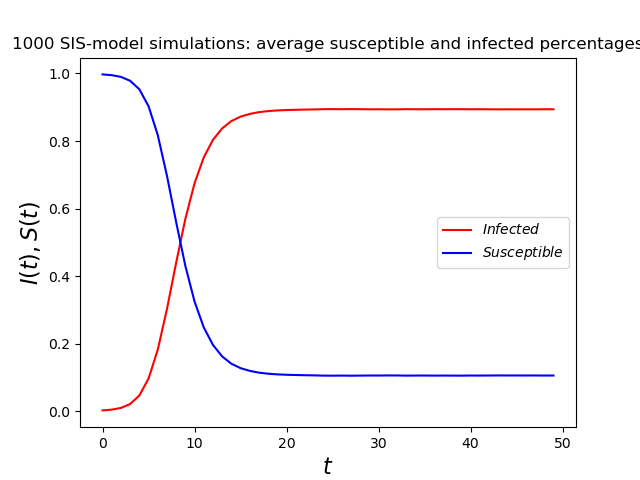 1000 SIS-model simulations: average susceptible and infected percentages
1.0
0.8
0.6
0.4
0.2
0.0
I(t), S(t)
Infected
Susceptible
0 10 20 30 40 50
t